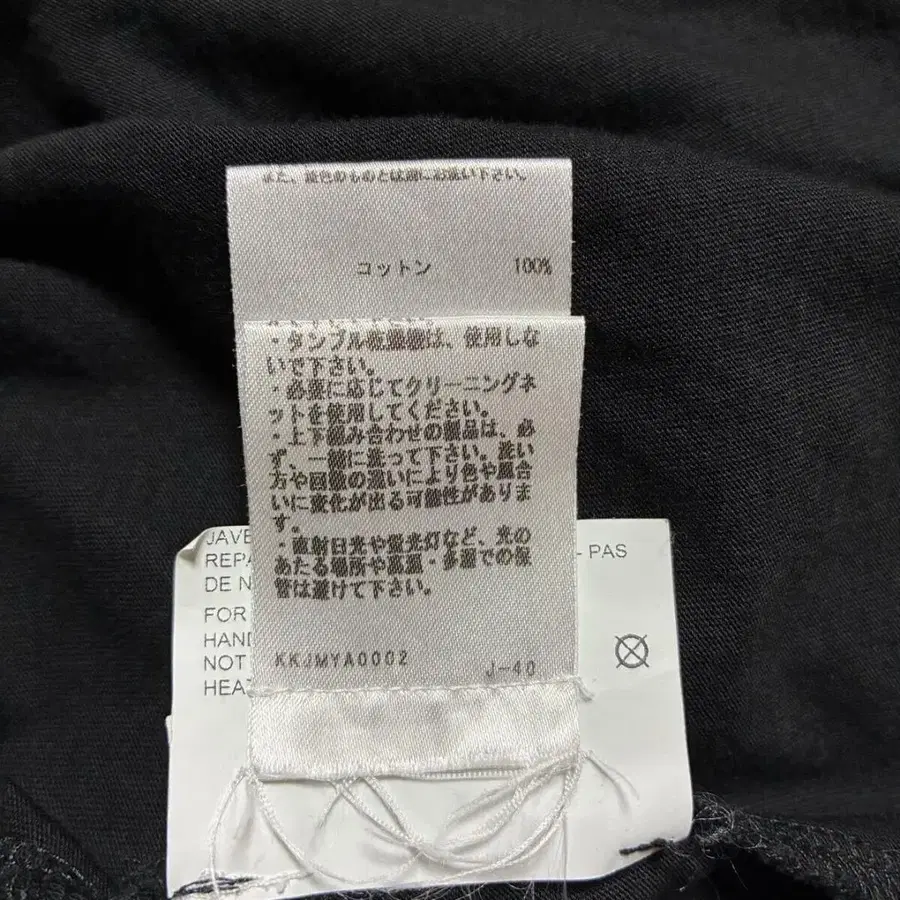 また、淡色のものとは別にお洗い下さい。
コットン 100%
・タンブル乾燥機は、使用しな
いで下さい。
・必要に応じてクリーニングネ
ットを使用してください。
・上下組み合わせの製品は、必
ず、一緒に洗って下さい。洗い
方や回数の違いにより色や風合
いに変化が出る可能性がありま
す。
・直射日光や蛍光灯など、光の
あたる場所や高温・多湿での保
管は避けて下さい。
KKJMYA0002 J-40
JAVE
REPA - PAS
DE N
FOR
HAND
NOT
HEA